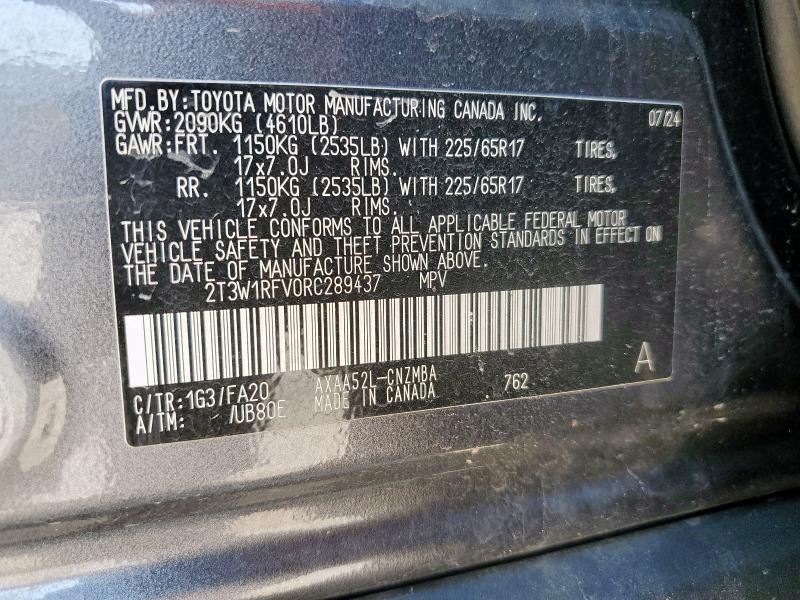 MFD.BY:TOYOTA MOTOR MANUFACTURING CANADA INC. 07/24
GVWR:2090KG (4610LB)
GAWR:FRT. 1150KG (2535LB) WITH 225/65R17 TIRES,
17x7.0J RIMS.
RR. 1150KG (2535LB) WITH 225/65R17 TIRES,
17x7.0J RIMS.
THIS VEHICLE CONFORMS TO ALL APPLICABLE FEDERAL MOTOR
VEHICLE SAFETY AND THEFT PREVENTION STANDARDS IN EFFECT ON
THE DATE OF MANUFACTURE SHOWN ABOVE.
2T3W1RFV0RC289437 MPV
A
C/TR:1G3/FA20 AXAA52L-CNZMBA 762
A/TM: /UB80E MADE IN CANADA